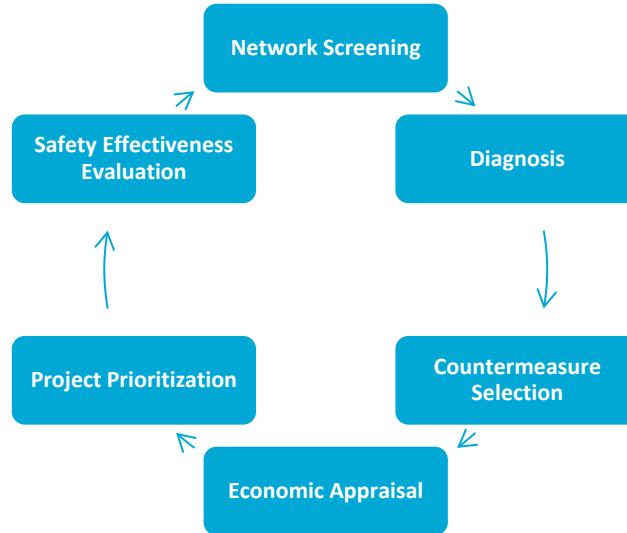 Network Screening
Diagnosis
Countermeasure
Selection
Economic Appraisal
Project Prioritization
Safety Effectiveness
Evaluation